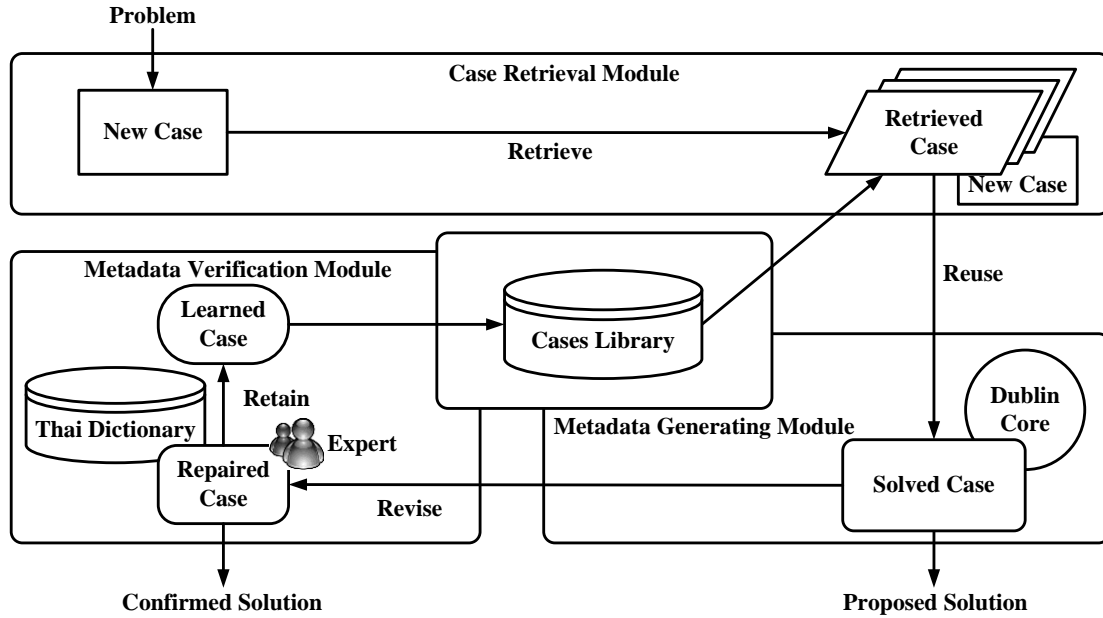 Problem
Case Retrieval Module
New Case
Retrieve
Retrieved
Case
New Case
Reuse
Metadata Verification Module
Learned
Case
Cases Library
Retain
Thai Dictionary
Expert
Repaired
Case
Revise
Metadata Generating Module
Dublin
Core
Solved Case
Confirmed Solution
Proposed Solution